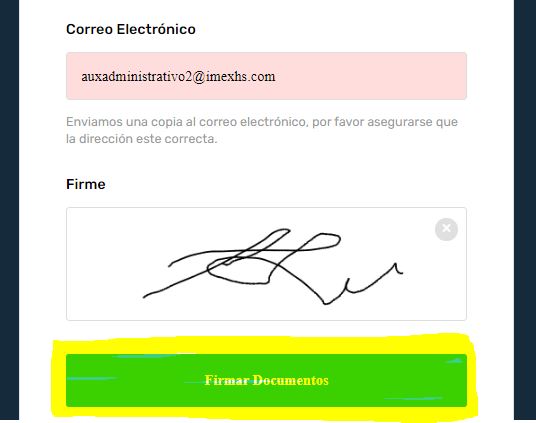 Correo Electrónico
auxadministrativo2@imexhs.com
Enviamos una copia al correo electrónico, por favor asegurarse que
la dirección este correcta.
Firme
Firmar Documentos